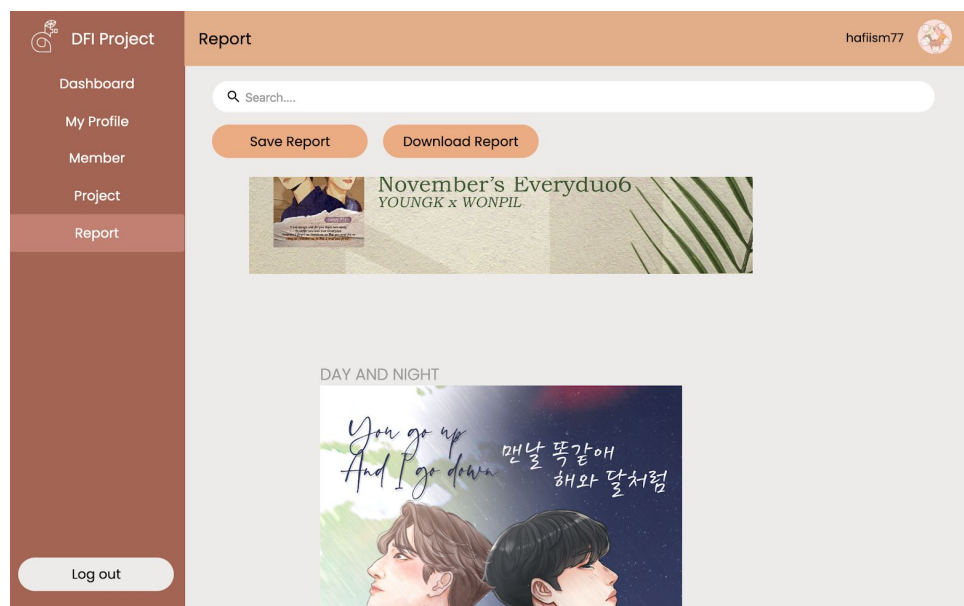 DFI Project
Report
hafiism77
Dashboard
My Profile
Member
Project
Report
Log out
Search....
Save Report
Download Report
November's Everyduo6
YOUNGK x WONPIL
DAY AND NIGHT
You go up
And I go down
맨날 똑같애
해와 달처럼